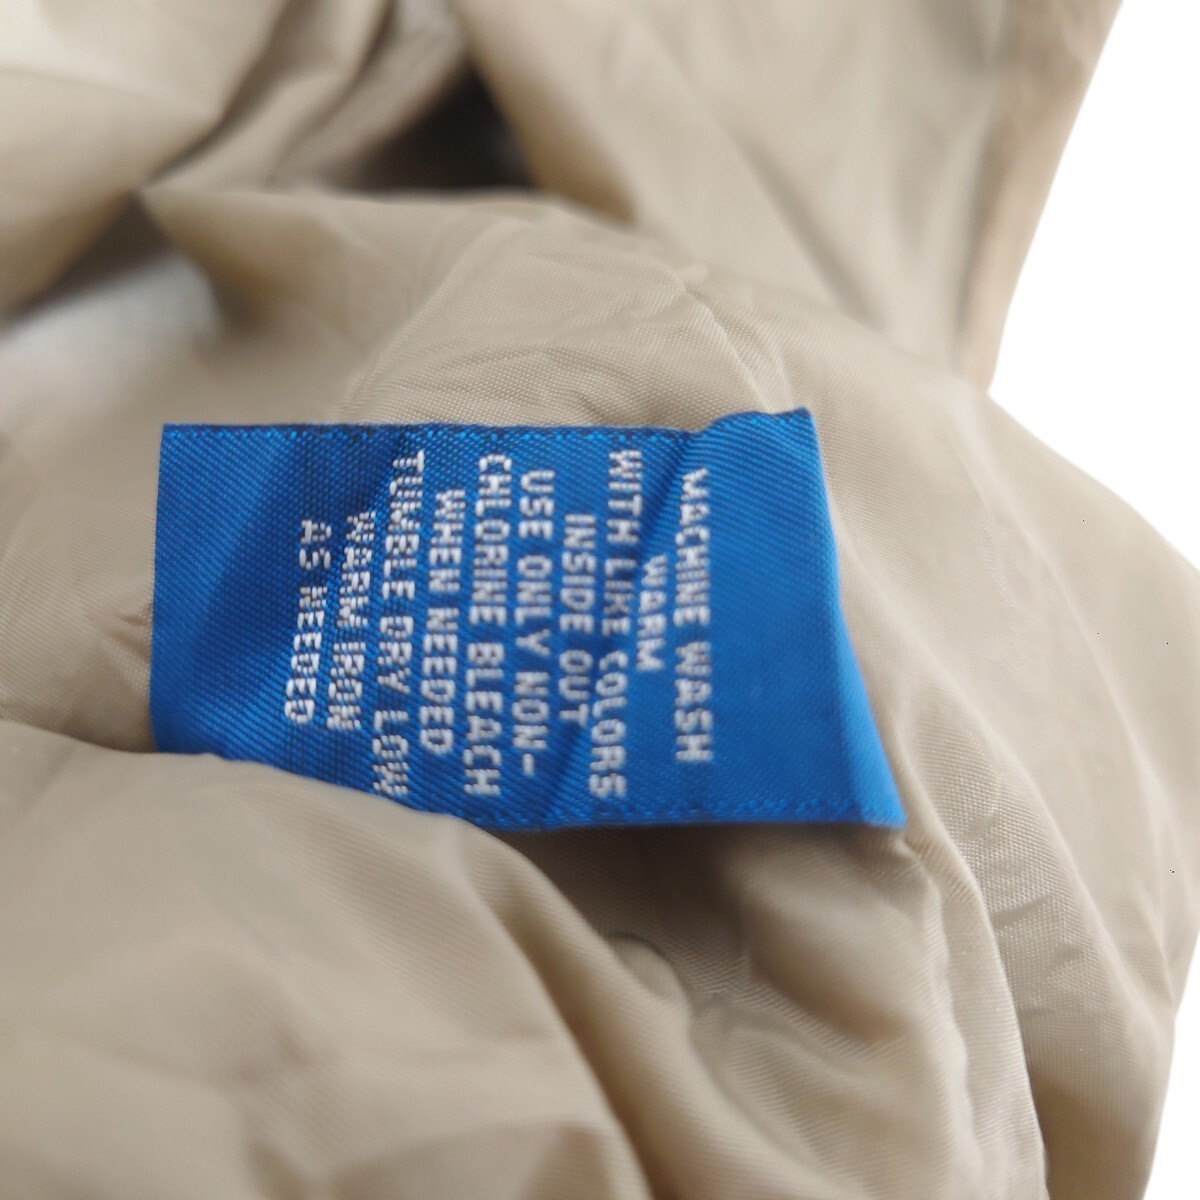 MACHINE WASH
WARM
WITH LIKE COLORS
INSIDE OUT
USE ONLY NON-
CHLORINE BLEACH
WHEN NEEDED
TUMBLE DRY LOW
WARM IRON
AS NEEDED